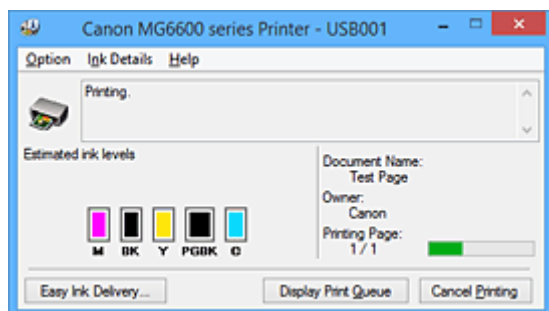 Canon MG6600 series Printer - USB001
Option Ink Details Help
Printing.
Estimated ink levels
Document Name:
Test Page
Owner:
Canon
Printing Page:
1 / 1
M BK Y PGBK C
Easy Ink Delivery... Display Print Queue Cancel Printing